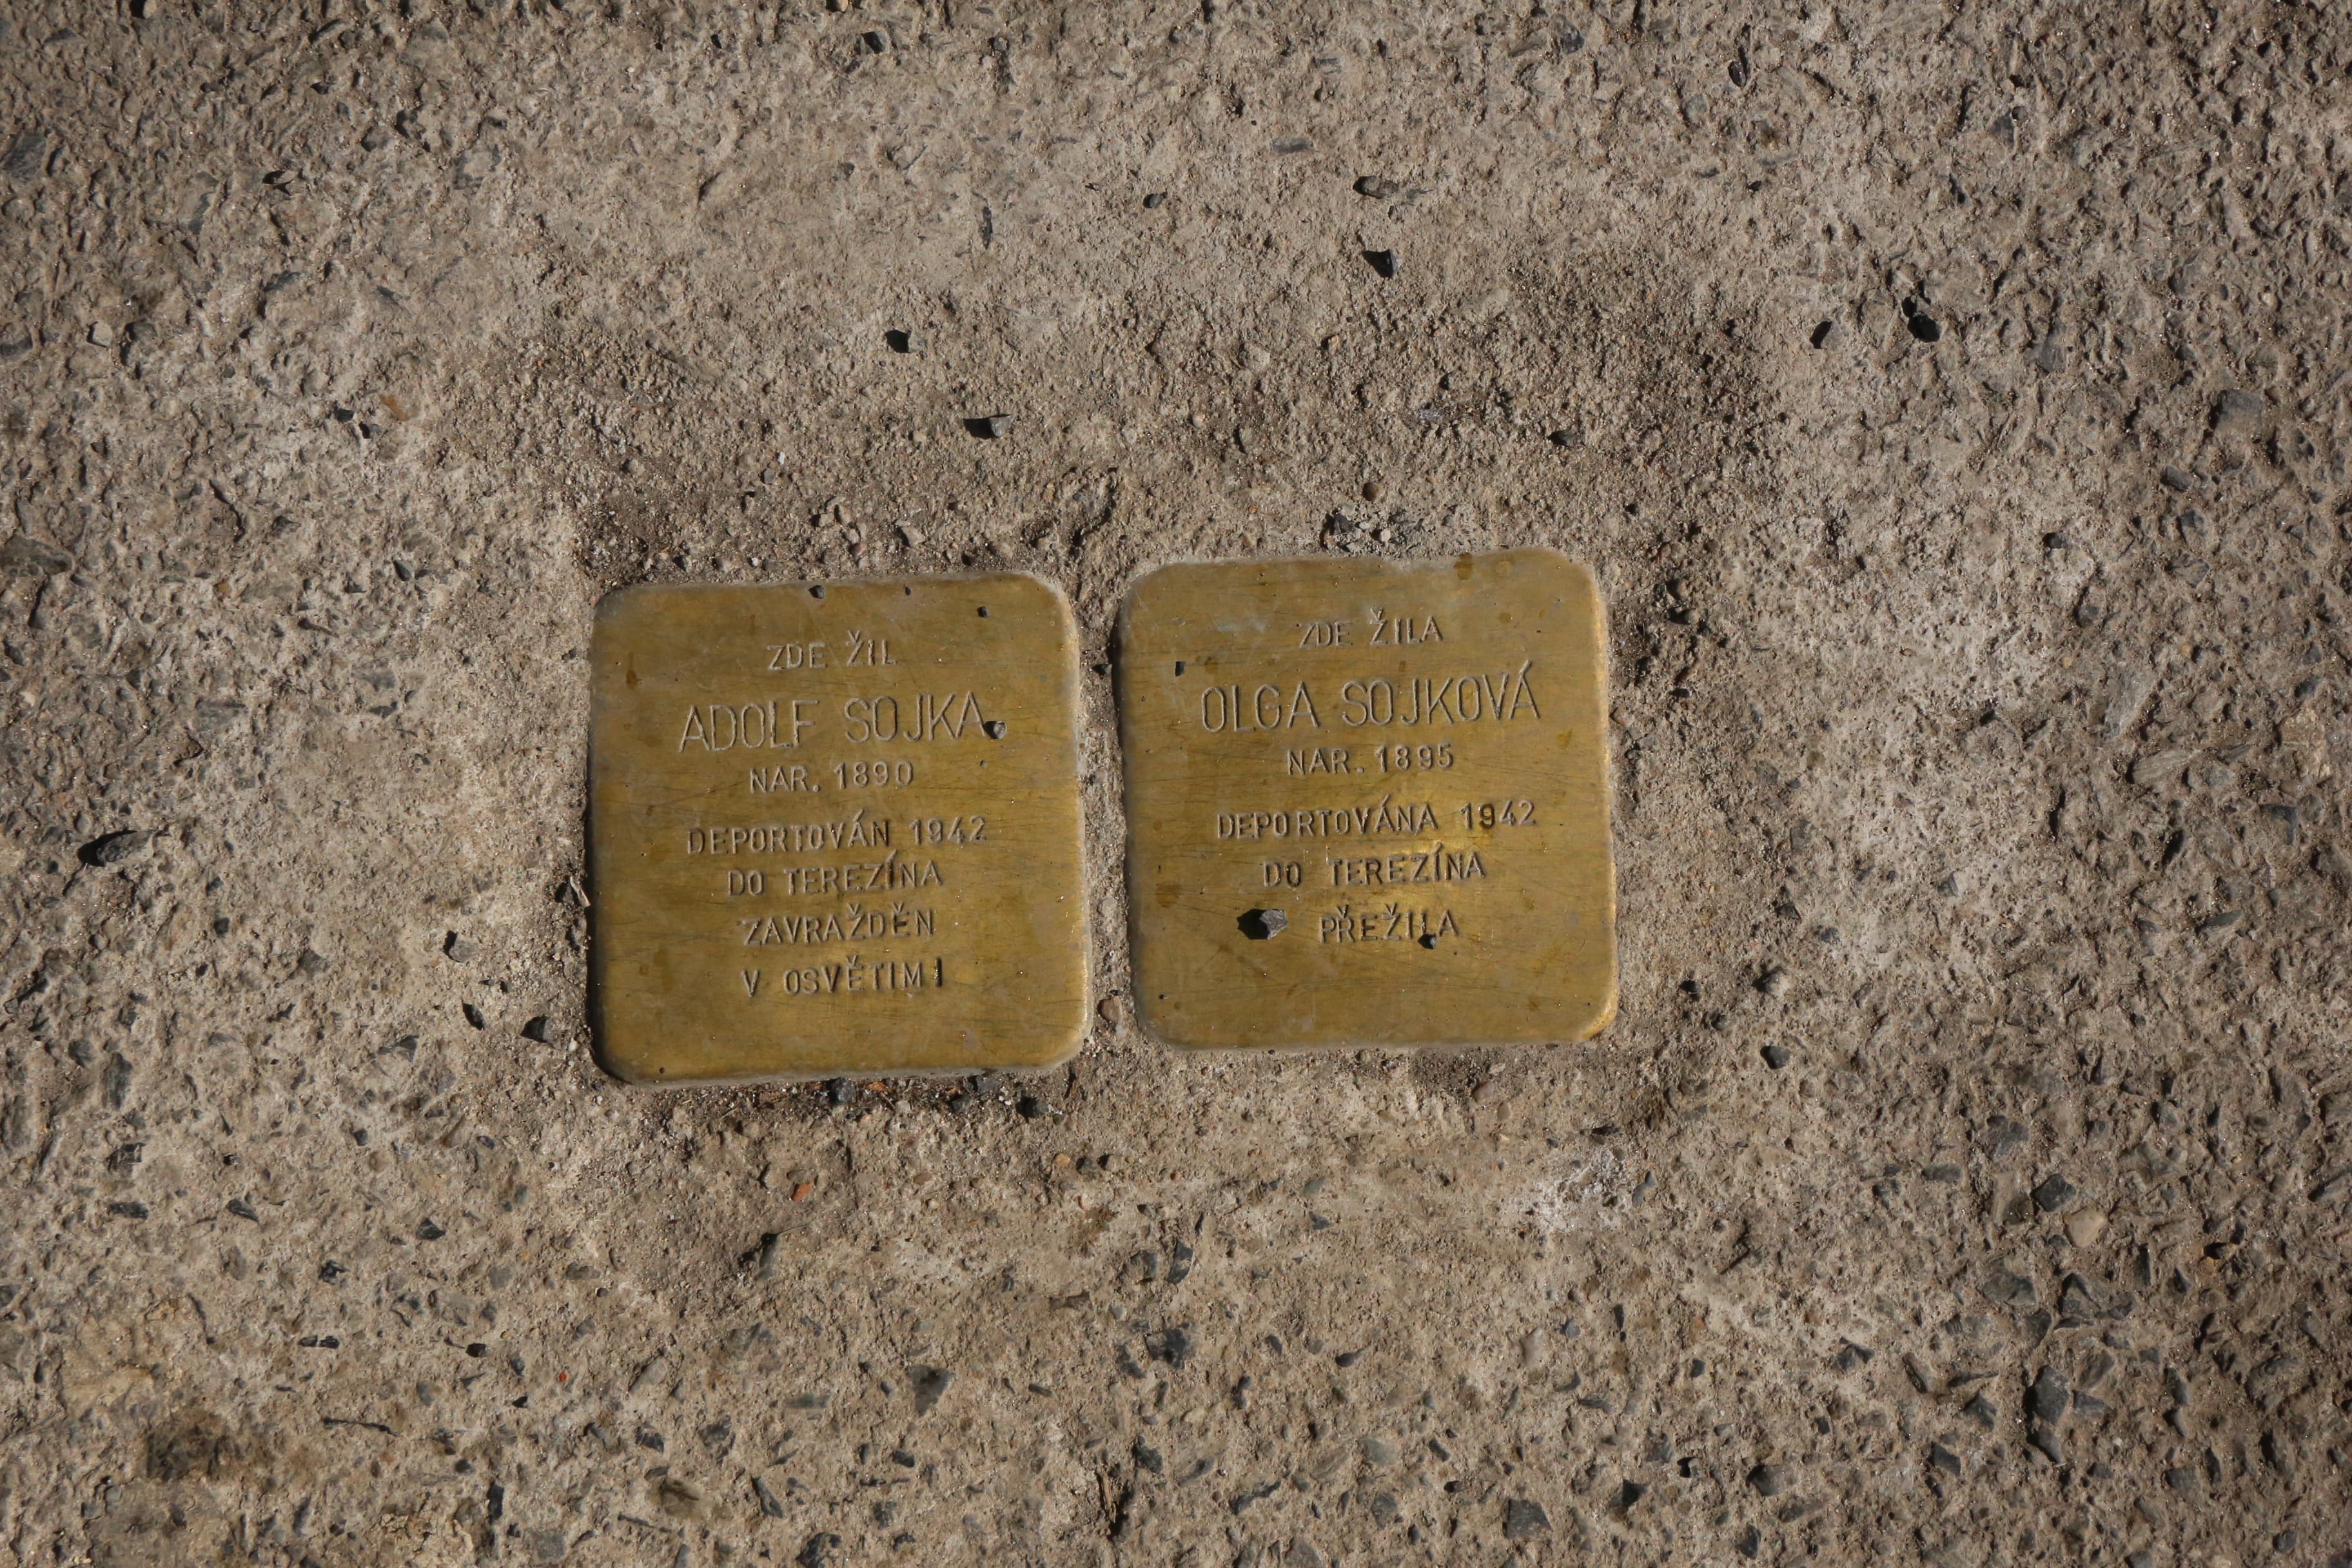 ZDE ŽIL
ADOLF SOJKA
NAR. 1890
DEPORTOVÁN 1942
DO TEREZÍNA
ZAVRAŽDĚN
V OSVĚTIMI
ZDE ŽILA
OLGA SOJKOVÁ
NAR. 1895
DEPORTOVÁNA 1942
DO TEREZÍNA
PŘEŽILA